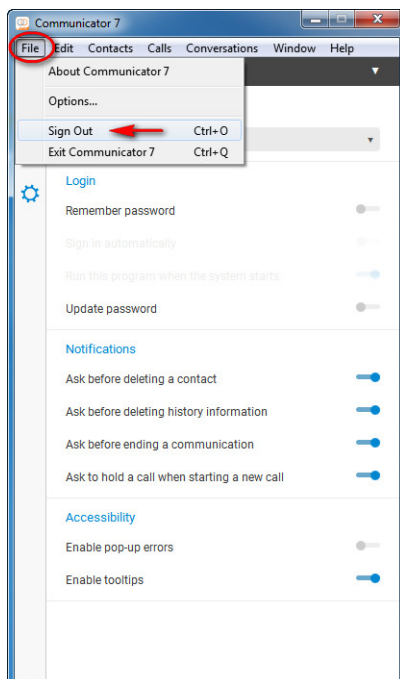 Communicator 7
File Edit Contacts Calls Conversations Window Help
About Communicator 7
Options...
Sign Out Ctrl+O
Exit Communicator 7 Ctrl+Q
Login
Remember password
Sign in automatically
Run this program when the system starts
Update password
Notifications
Ask before deleting a contact
Ask before deleting history information
Ask before ending a communication
Ask to hold a call when starting a new call
Accessibility
Enable pop-up errors
Enable tooltips